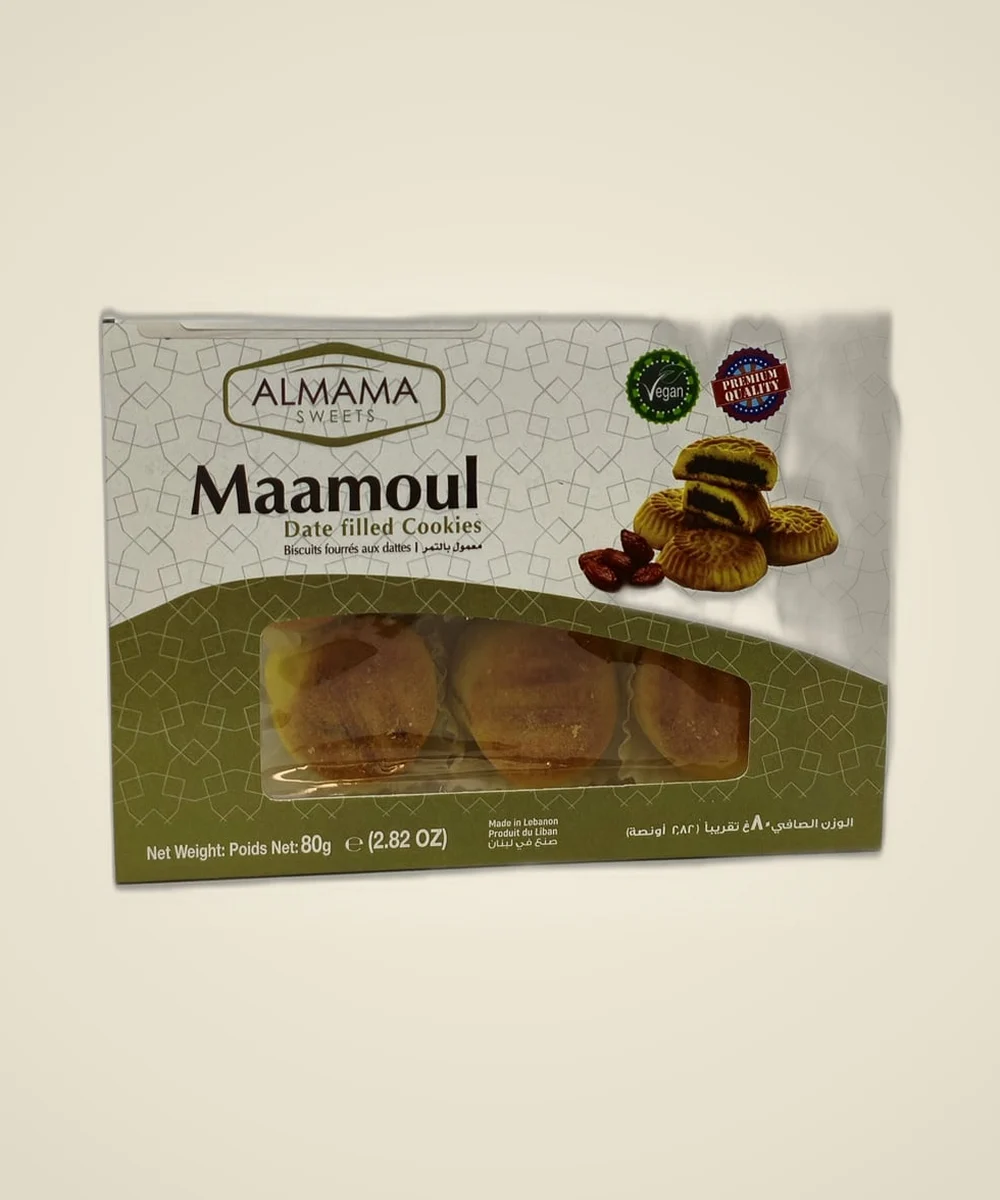 ALMAMA
SWEETS
Vegan
PREMIUM
QUALITY
Maamoul
Date filled Cookies
Biscuits fourrés aux dattes | معمول بالتمر
Net Weight: Poids Net: 80g ℮ (2.82 OZ)
Made in Lebanon
Produit du Liban
صنع في لبنان
الوزن الصافي ٨٠غ تقريباً (٢,٨٢ أونصة)